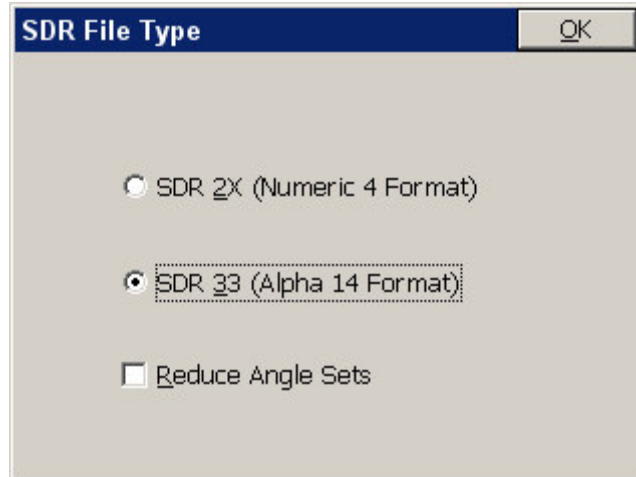 SDR File Type
OK
SDR 2X (Numeric 4 Format)
SDR 33 (Alpha 14 Format)
Reduce Angle Sets